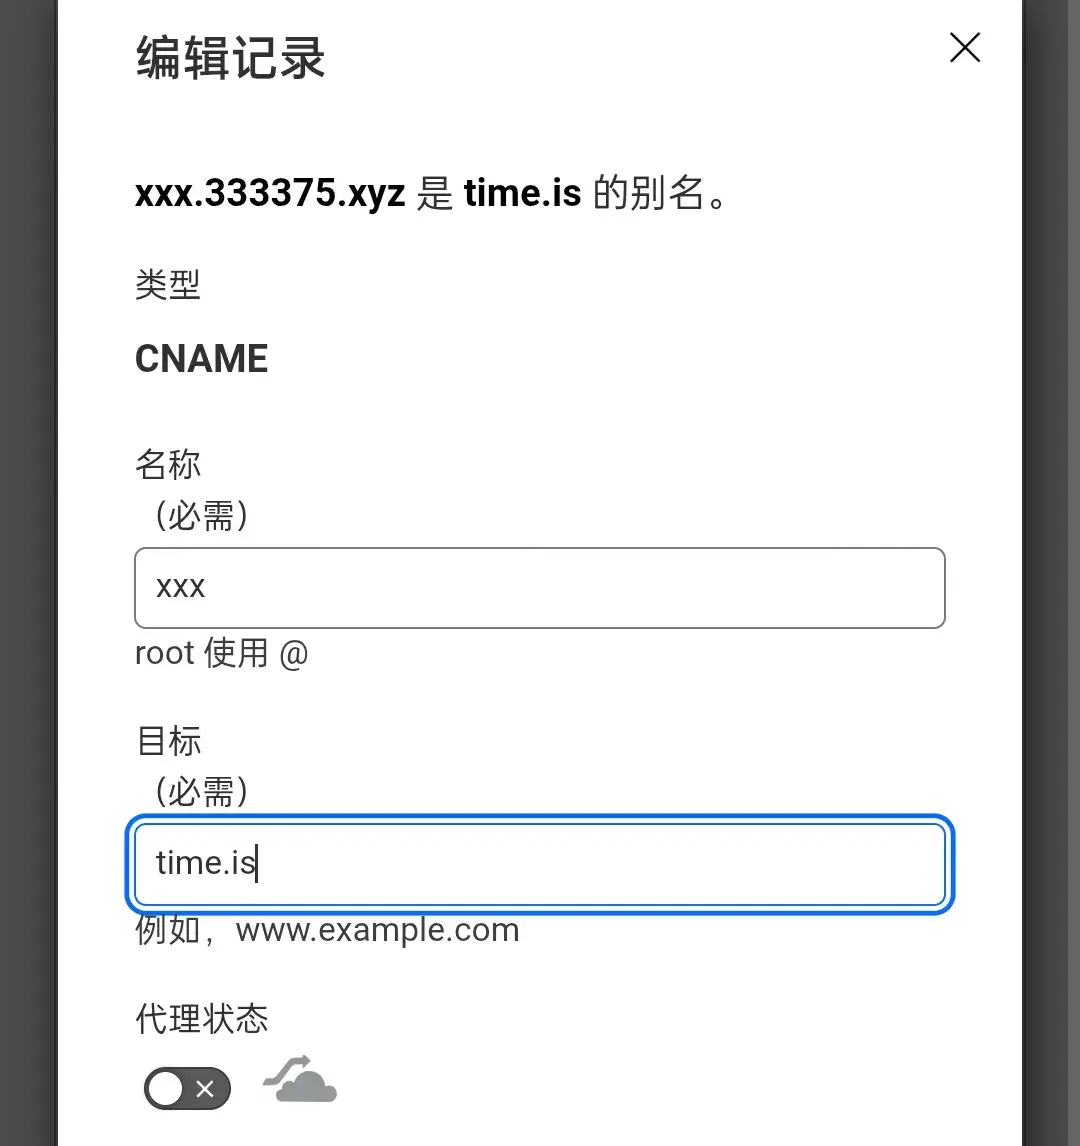 编辑记录
xxx.333375.xyz 是 time.is 的别名。
类型
CNAME
名称
（必需）
xxx
root 使用 @
目标
（必需）
time.is
例如，www.example.com
代理状态